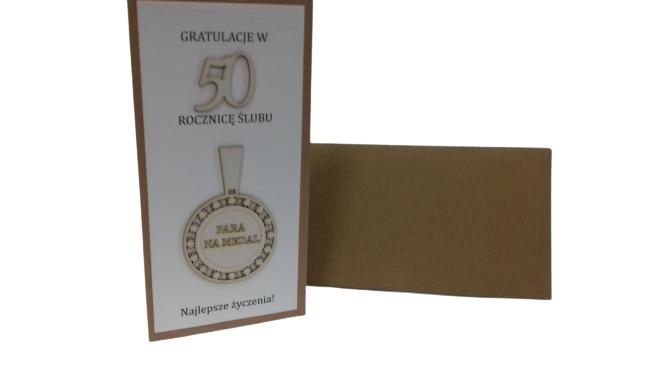 GRATULACJE W
50
ROCZNICĘ ŚLUBU
PARA
NA MEDAL
Najlepsze życzenia!